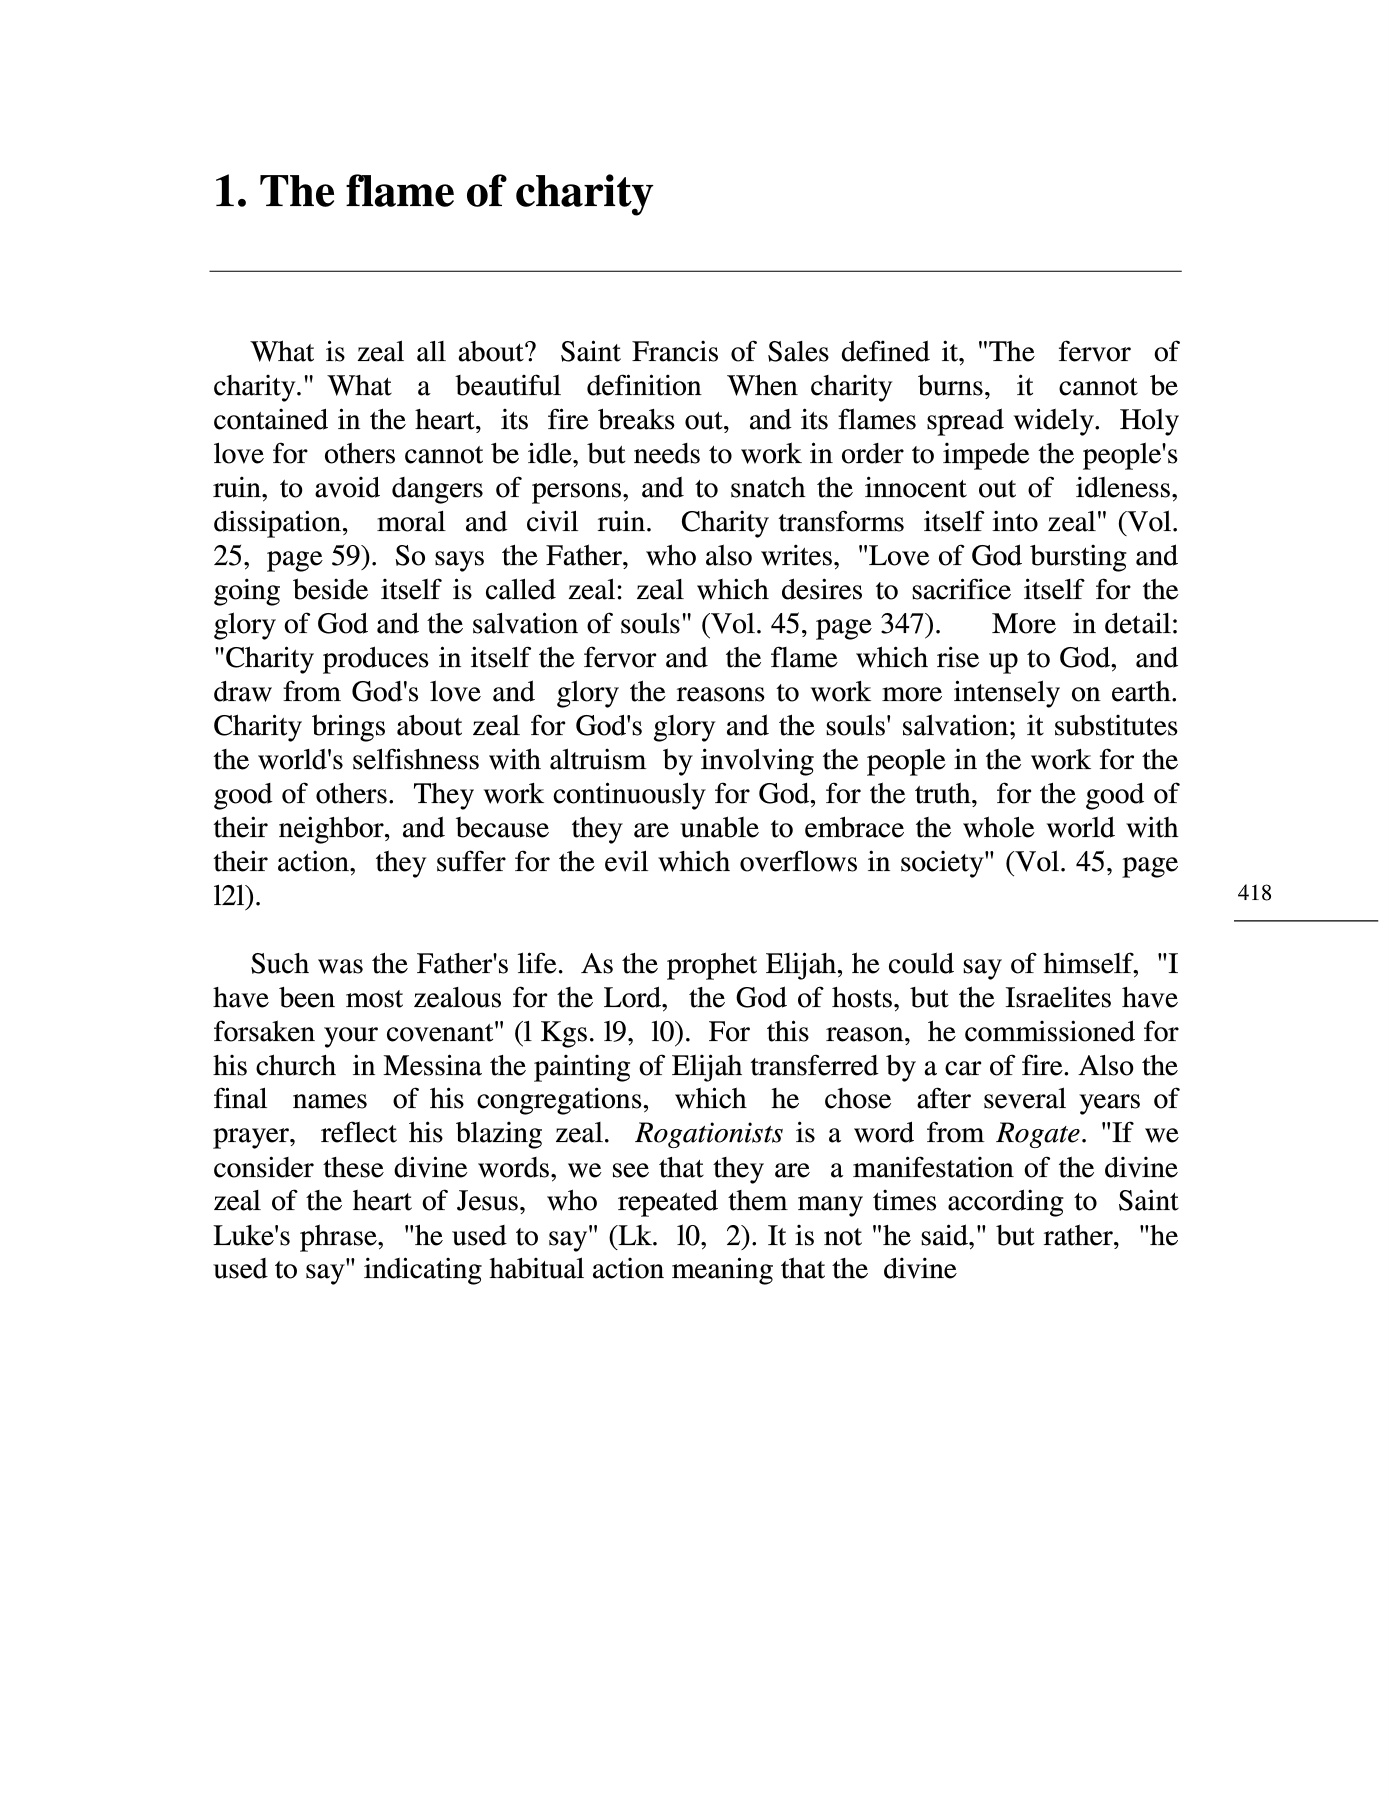 1. The flame of charity
What is zeal all about? Saint Francis of Sales defined it, "The fervor of
charity." What a beautiful definition When charity burns, it cannot be
contained in the heart, its fire breaks out, and its flames spread widely. Holy
love for others cannot be idle, but needs to work in order to impede the people's
ruin, to avoid dangers of persons, and to snatch the innocent out of idleness,
dissipation, moral and civil ruin. Charity transforms itself into zeal" (Vol.
25, page 59). So says the Father, who also writes, "Love of God bursting and
going beside itself is called zeal: zeal which desires to sacrifice itself for the
glory of God and the salvation of souls" (Vol. 45, page 347). More in detail:
"Charity produces in itself the fervor and the flame which rise up to God, and
draw from God's love and glory the reasons to work more intensely on earth.
Charity brings about zeal for God's glory and the souls' salvation; it substitutes
the world's selfishness with altruism by involving the people in the work for the
good of others. They work continuously for God, for the truth, for the good of
their neighbor, and because they are unable to embrace the whole world with
their action, they suffer for the evil which overflows in society" (Vol. 45, page
l2l).
418
Such was the Father's life. As the prophet Elijah, he could say of himself, "I
have been most zealous for the Lord, the God of hosts, but the Israelites have
forsaken your covenant" (l Kgs. l9, l0). For this reason, he commissioned for
his church in Messina the painting of Elijah transferred by a car of fire. Also the
final names of his congregations, which he chose after several years of
prayer, reflect his blazing zeal. Rogationists is a word from Rogate. "If we
consider these divine words, we see that they are a manifestation of the divine
zeal of the heart of Jesus, who repeated them many times according to Saint
Luke's phrase, "he used to say" (Lk. l0, 2). It is not "he said," but rather, "he
used to say" indicating habitual action meaning that the divine